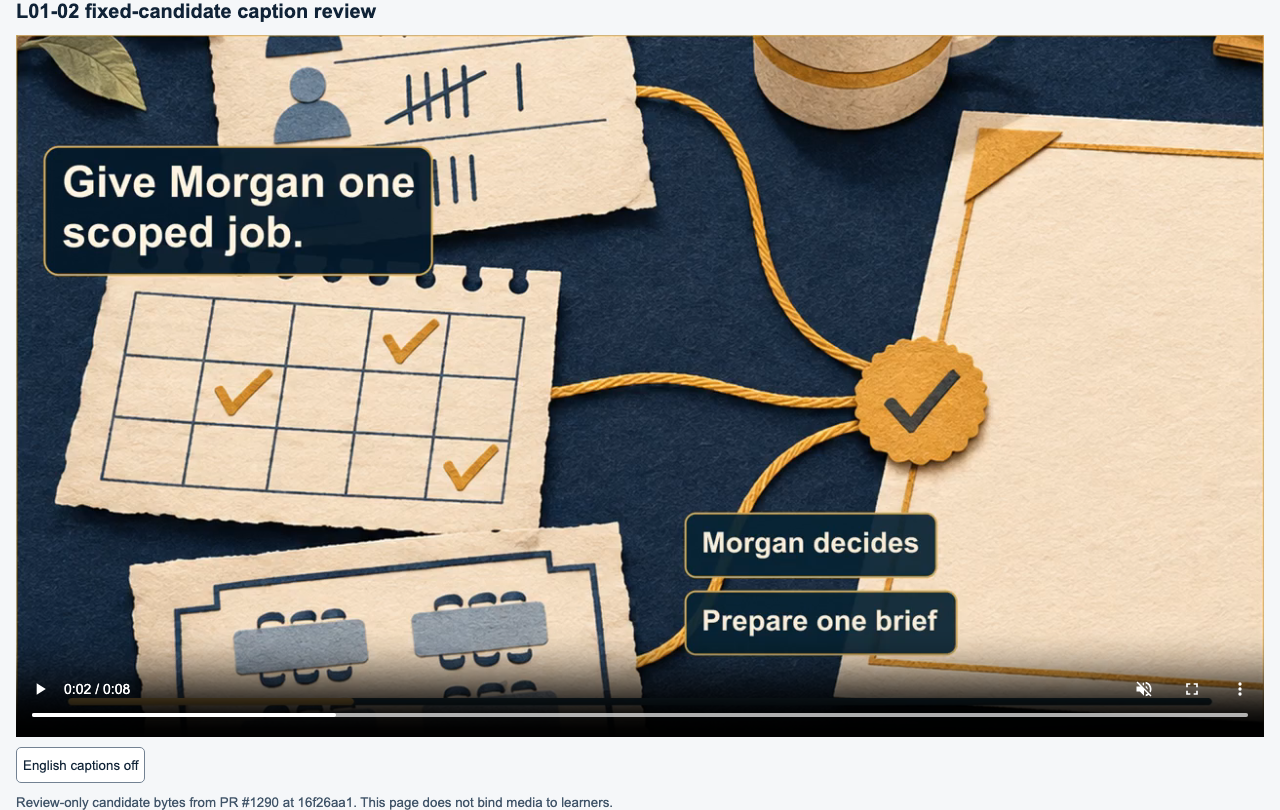 L01-02 fixed-candidate caption review
Give Morgan one
scoped job.
Morgan decides
Prepare one brief
0:02 / 0:08
English captions off
Review-only candidate bytes from PR #1290 at 16f26aa1. This page does not bind media to learners.